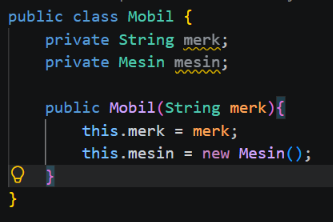 public class Mobil {
    private String merk;
    private Mesin mesin;

    public Mobil(String merk){
        this.merk = merk;
        this.mesin = new Mesin();
    }
}